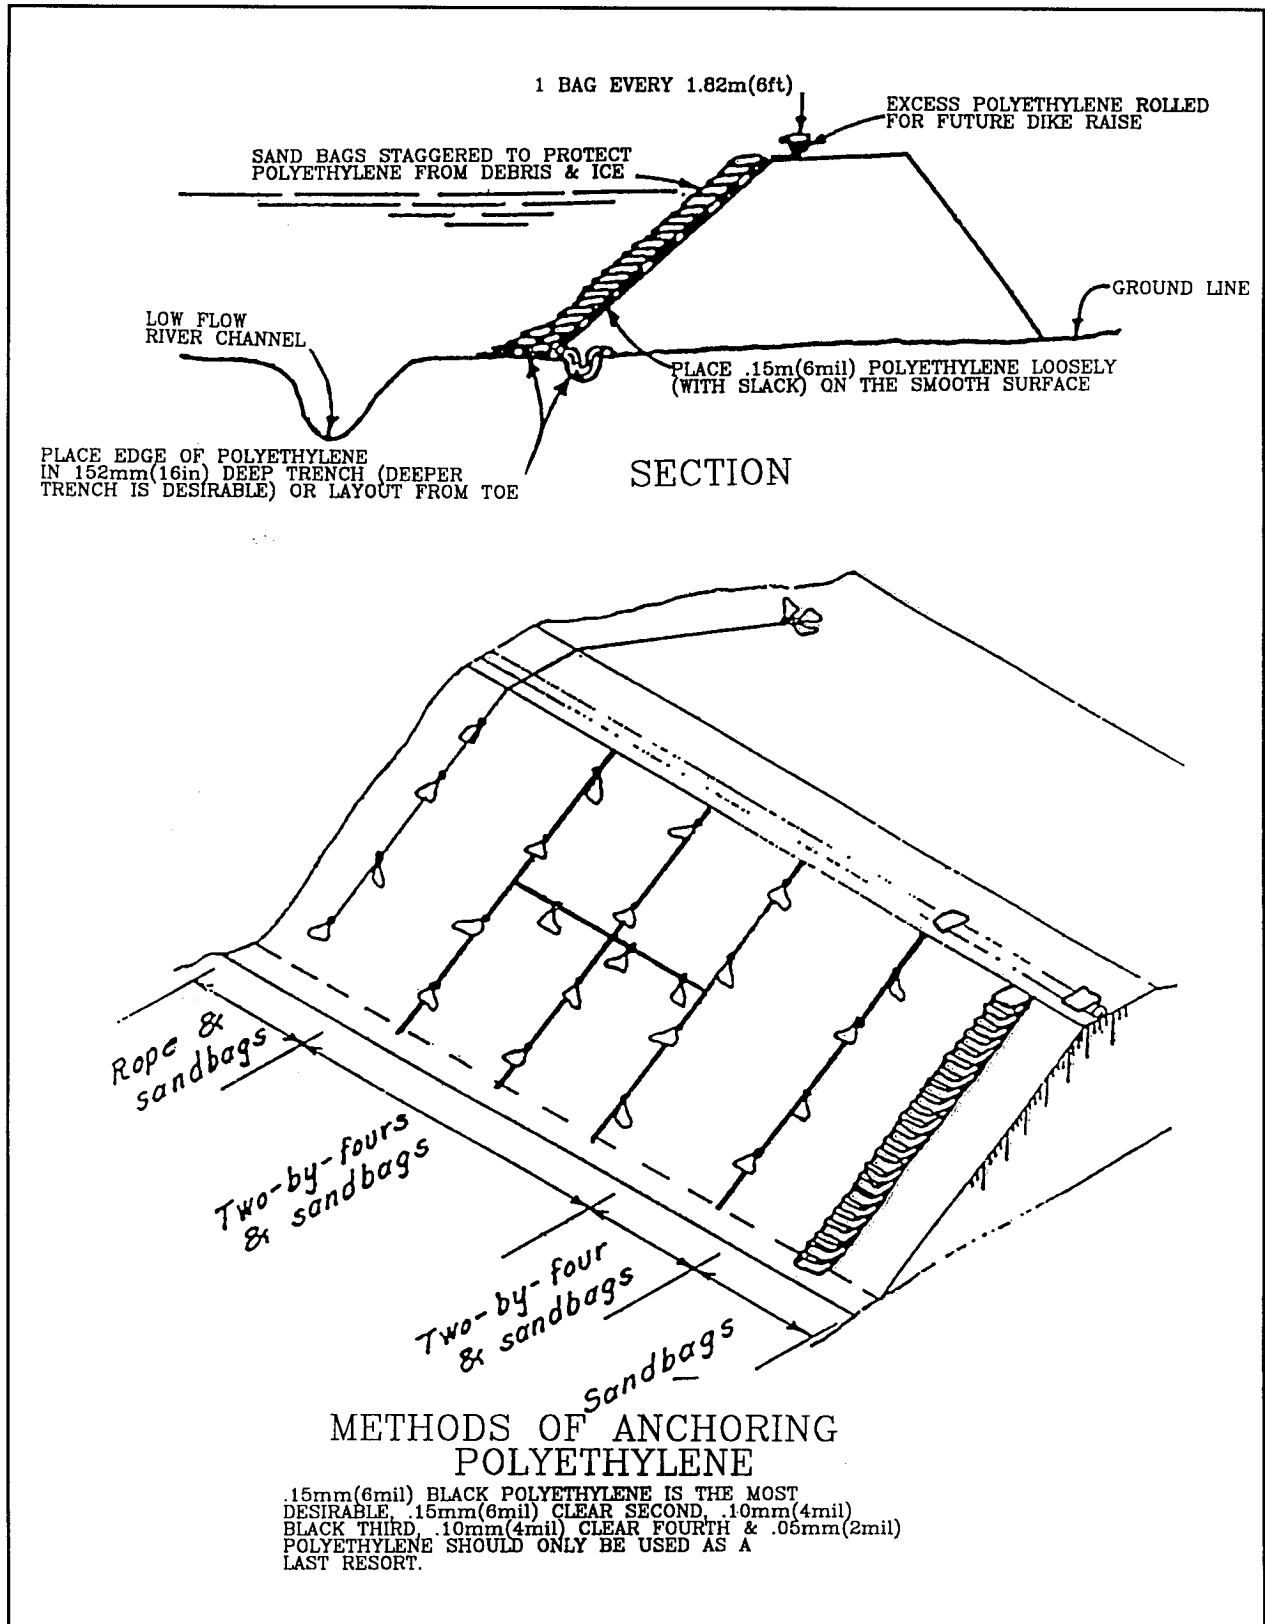 1 BAG EVERY 1.82m(6ft)
EXCESS POLYETHYLENE ROLLED
FOR FUTURE DIKE RAISE
SAND BAGS STAGGERED TO PROTECT
POLYETHYLENE FROM DEBRIS & ICE
GROUND LINE
LOW FLOW
RIVER CHANNEL
PLACE .15m(6mil) POLYETHYLENE LOOSELY
(WITH SLACK) ON THE SMOOTH SURFACE
PLACE EDGE OF POLYETHYLENE
IN 152mm(16in) DEEP TRENCH (DEEPER
TRENCH IS DESIRABLE) OR LAYOUT FROM TOE
SECTION
Rope &
sandbags
Two-by-fours
& sandbags
Two-by-four
& sandbags
Sandbags
METHODS OF ANCHORING
POLYETHYLENE
.15mm(6mil) BLACK POLYETHYLENE IS THE MOST
DESIRABLE, .15mm(6mil) CLEAR SECOND, .10mm(4mil)
BLACK THIRD, .10mm(4mil) CLEAR FOURTH & .05mm(2mil)
POLYETHYLENE SHOULD ONLY BE USED AS A
LAST RESORT.